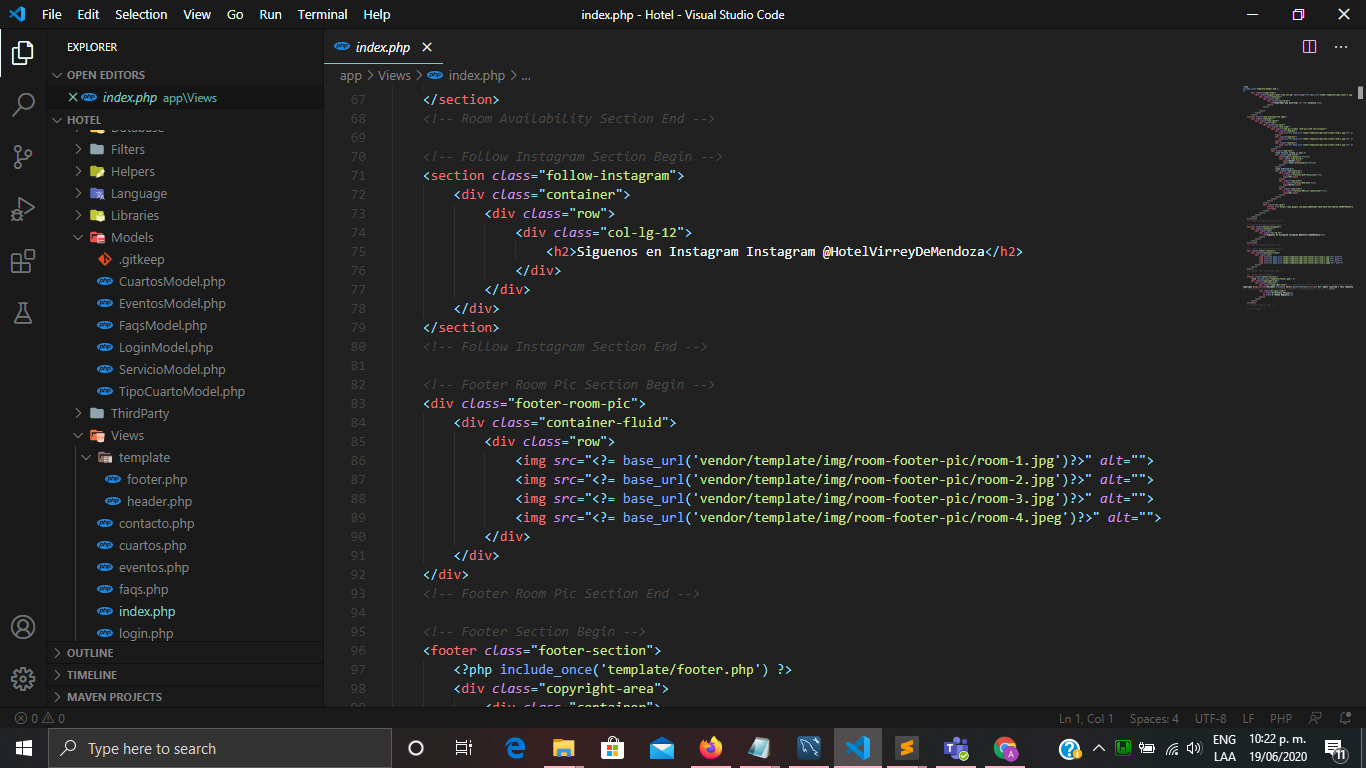 File Edit Selection View Go Run Terminal Help
index.php - Hotel - Visual Studio Code
EXPLORER
OPEN EDITORS
index.php app\Views
HOTEL
Database
Filters
Helpers
Language
Libraries
Models
.gitkeep
CuartosModel.php
EventosModel.php
FaqsModel.php
LoginModel.php
ServicioModel.php
TipoCuartoModel.php
ThirdParty
Views
template
footer.php
header.php
contacto.php
cuartos.php
eventos.php
faqs.php
index.php
login.php
OUTLINE
TIMELINE
MAVEN PROJECTS
index.php
app > Views > index.php > ...
67 </section>
68 <!-- Room Availability Section End -->
69
70 <!-- Follow Instagram Section Begin -->
71 <section class="follow-instagram">
72 <div class="container">
73 <div class="row">
74 <div class="col-lg-12">
75 <h2>Siguenos en Instagram Instagram @HotelVirreyDeMendoza</h2>
76 </div>
77 </div>
78 </div>
79 </section>
80 <!-- Follow Instagram Section End -->
81
82 <!-- Footer Room Pic Section Begin -->
83 <div class="footer-room-pic">
84 <div class="container-fluid">
85 <div class="row">
86 <img src="<?= base_url('vendor/template/img/room-footer-pic/room-1.jpg')?>" alt="">
87 <img src="<?= base_url('vendor/template/img/room-footer-pic/room-2.jpg')?>" alt="">
88 <img src="<?= base_url('vendor/template/img/room-footer-pic/room-3.jpg')?>" alt="">
89 <img src="<?= base_url('vendor/template/img/room-footer-pic/room-4.jpeg')?>" alt="">
90 </div>
91 </div>
92 </div>
93 <!-- Footer Room Pic Section End -->
94
95 <!-- Footer Section Begin -->
96 <footer class="footer-section">
97 <?php include_once('template/footer.php') ?>
98 <div class="copyright-area">
99 <div class="container">
0 0
Ln 1, Col 1 Spaces: 4 UTF-8 LF PHP
Type here to search
ENG
LAA
10:22 p. m.
19/06/2020
11